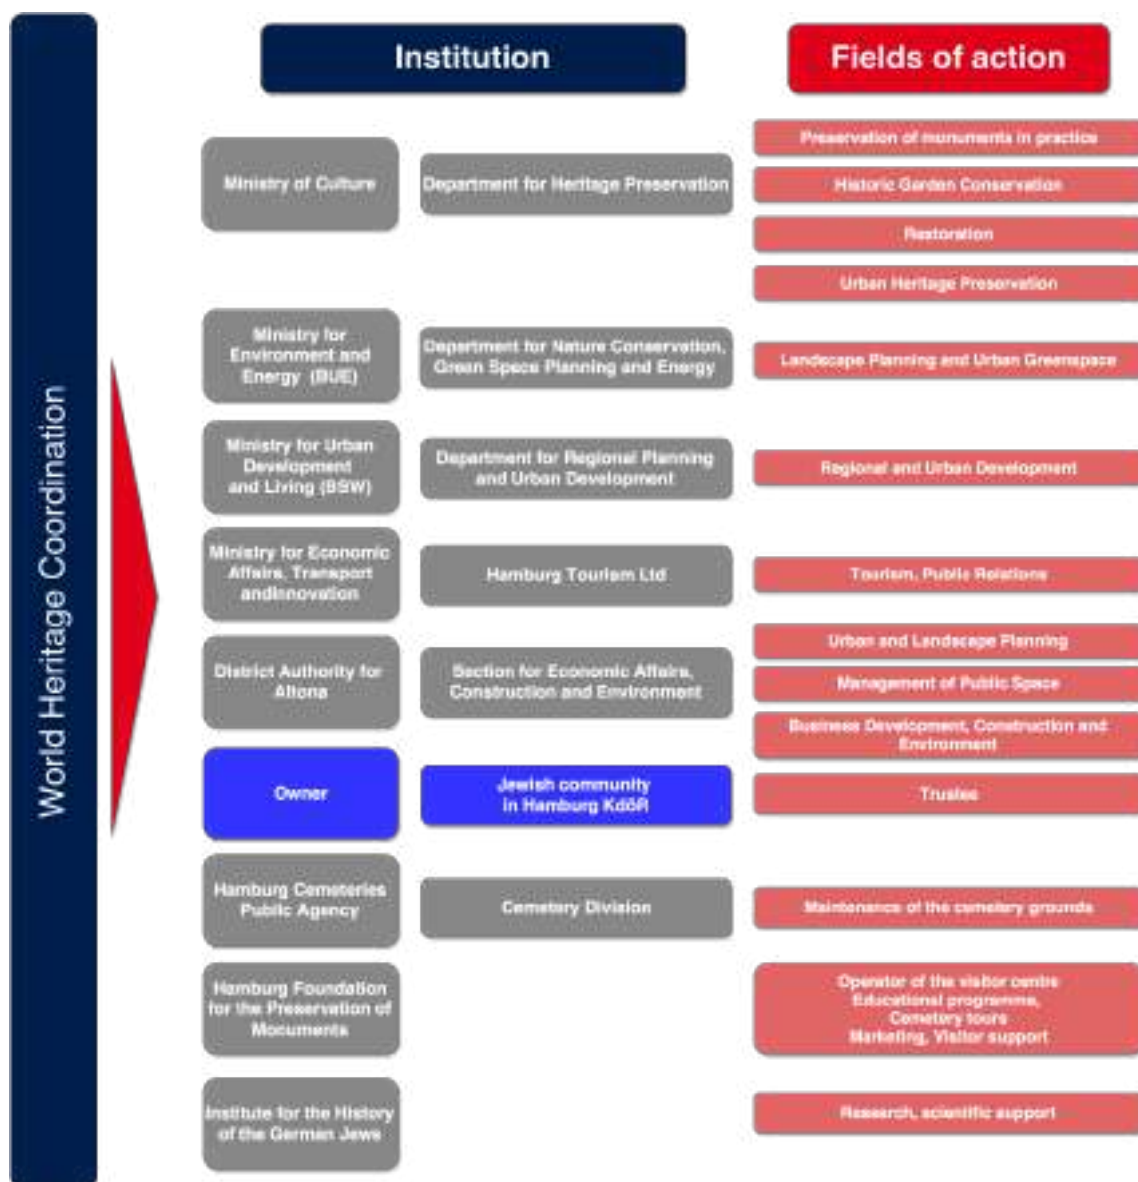 World Heritage Coordination
Institution
Fields of action
Ministry of Culture
Department for Heritage Preservation
Preservation of monuments in practice
Historic Garden Conservation
Restoration
Urban Heritage Preservation
Ministry for
Environment and
Energy (BUE)
Department for Nature Conservation,
Green Space Planning and Energy
Landscape Planning and Urban Greenspace
Ministry for Urban
Development
and Living (BSW)
Department for Regional Planning
and Urban Development
Regional and Urban Development
Ministry for Economic
Affairs, Transport
andInnovation
Hamburg Tourism Ltd
Tourism, Public Relations
District Authority for
Altona
Section for Economic Affairs,
Construction and Environment
Urban and Landscape Planning
Management of Public Space
Business Development, Construction and
Environment
Owner
Jewish community
in Hamburg KdöR
Trustee
Hamburg Cemeteries
Public Agency
Cemetery Division
Maintenance of the cemetery grounds
Hamburg Foundation
for the Preservation of
Monuments
Operator of the visitor centre
Educational programme,
Cemetery tours
Marketing, Visitor support
Institute for the History
of the German Jews
Research, scientific support